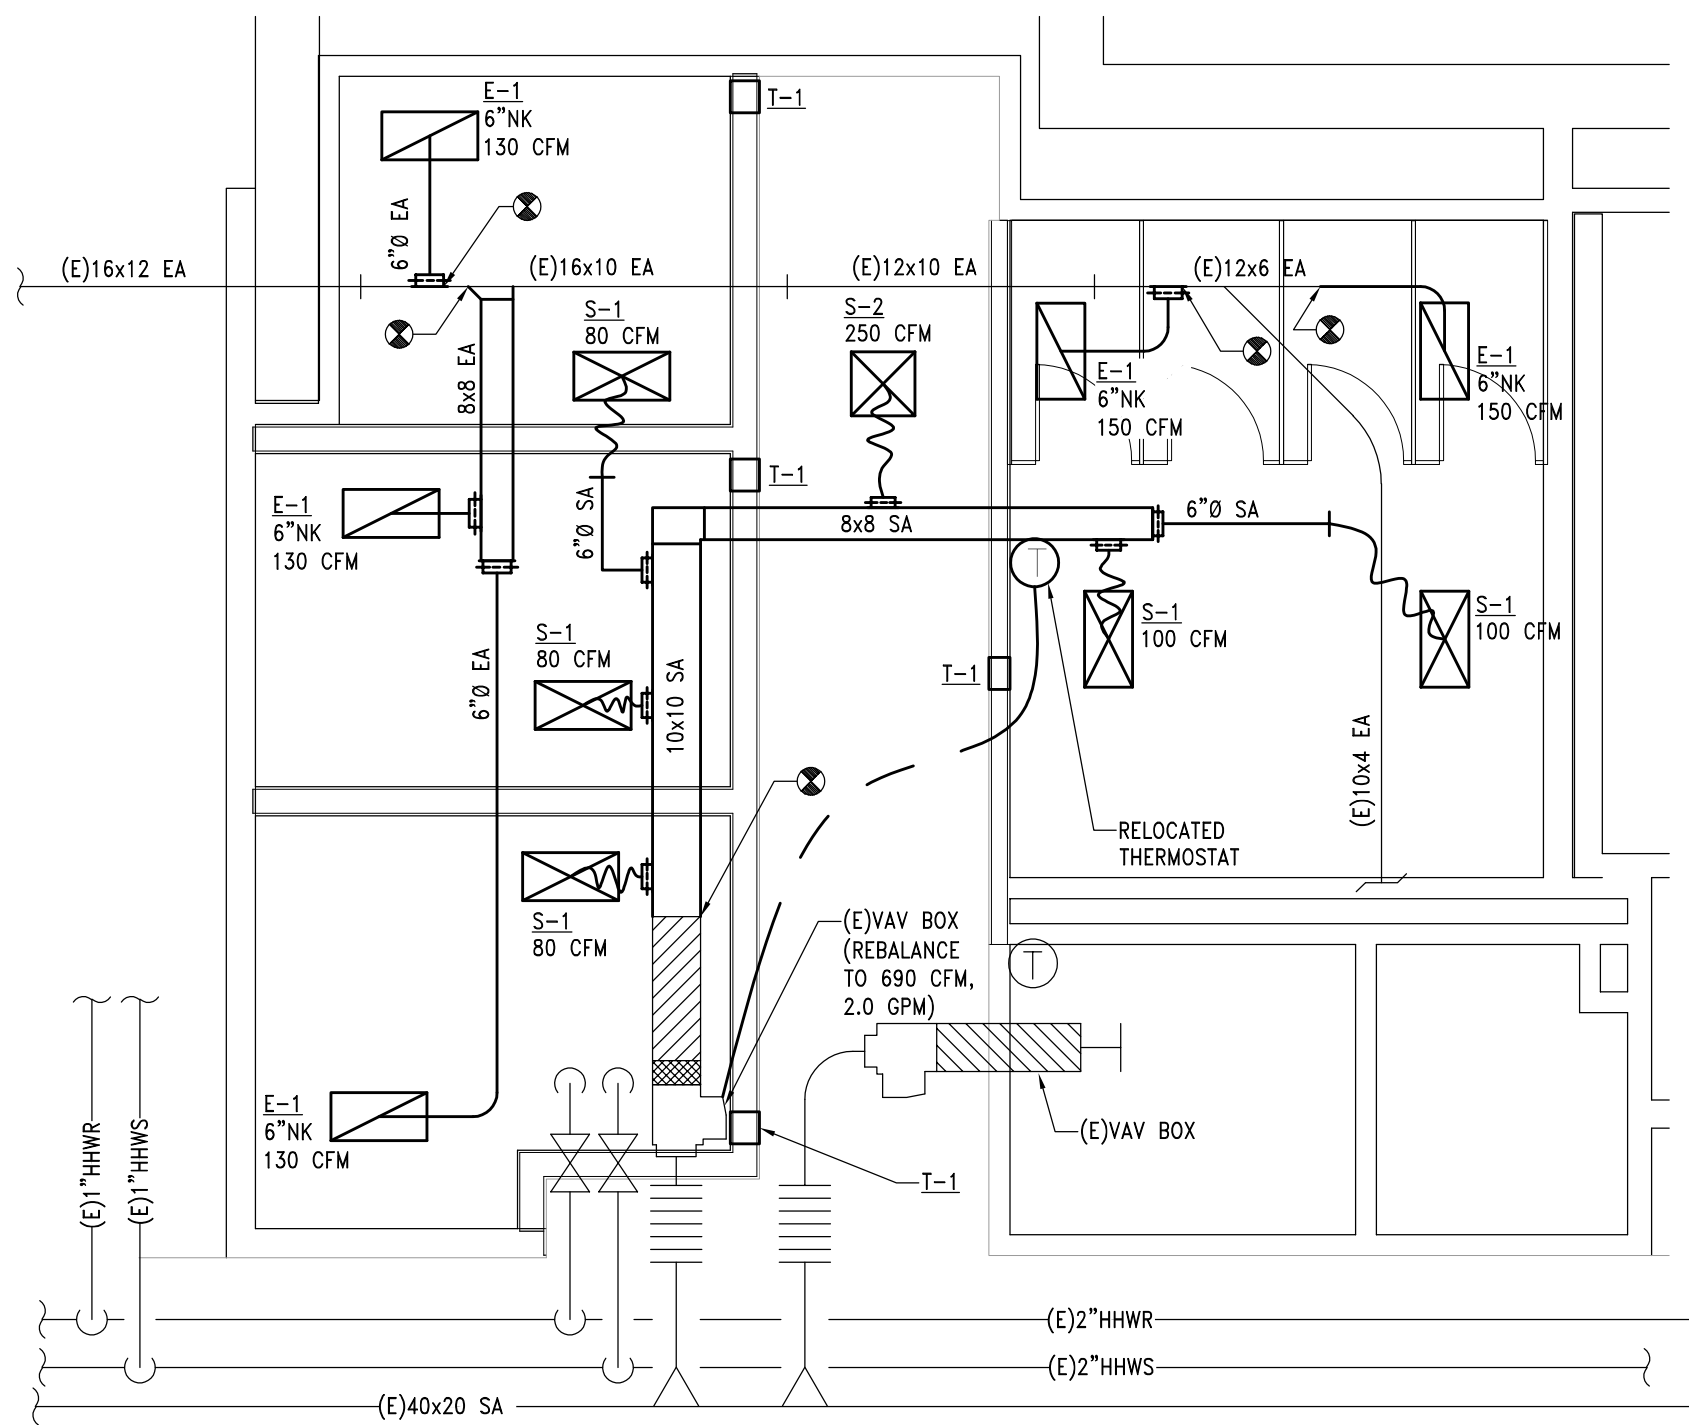 E-1
6"NK
130 CFM
T-1
6"Ø EA
(E)16x12 EA
(E)16x10 EA
(E)12x10 EA
(E)12x6 EA
S-1
80 CFM
S-2
250 CFM
8x8 EA
E-1
6"NK
150 CFM
E-1
6"NK
150 CFM
T-1
E-1
6"NK
130 CFM
6"Ø SA
8x8 SA
6"Ø SA
T
S-1
100 CFM
S-1
100 CFM
S-1
80 CFM
6"Ø EA
10x10 SA
T-1
(E)10x4 EA
RELOCATED
THERMOSTAT
S-1
80 CFM
(E)VAV BOX
(REBALANCE
TO 690 CFM,
2.0 GPM)
T
E-1
6"NK
130 CFM
(E)VAV BOX
T-1
(E)1"HHWR
(E)1"HHWS
(E)2"HHWR
(E)2"HHWS
(E)40x20 SA